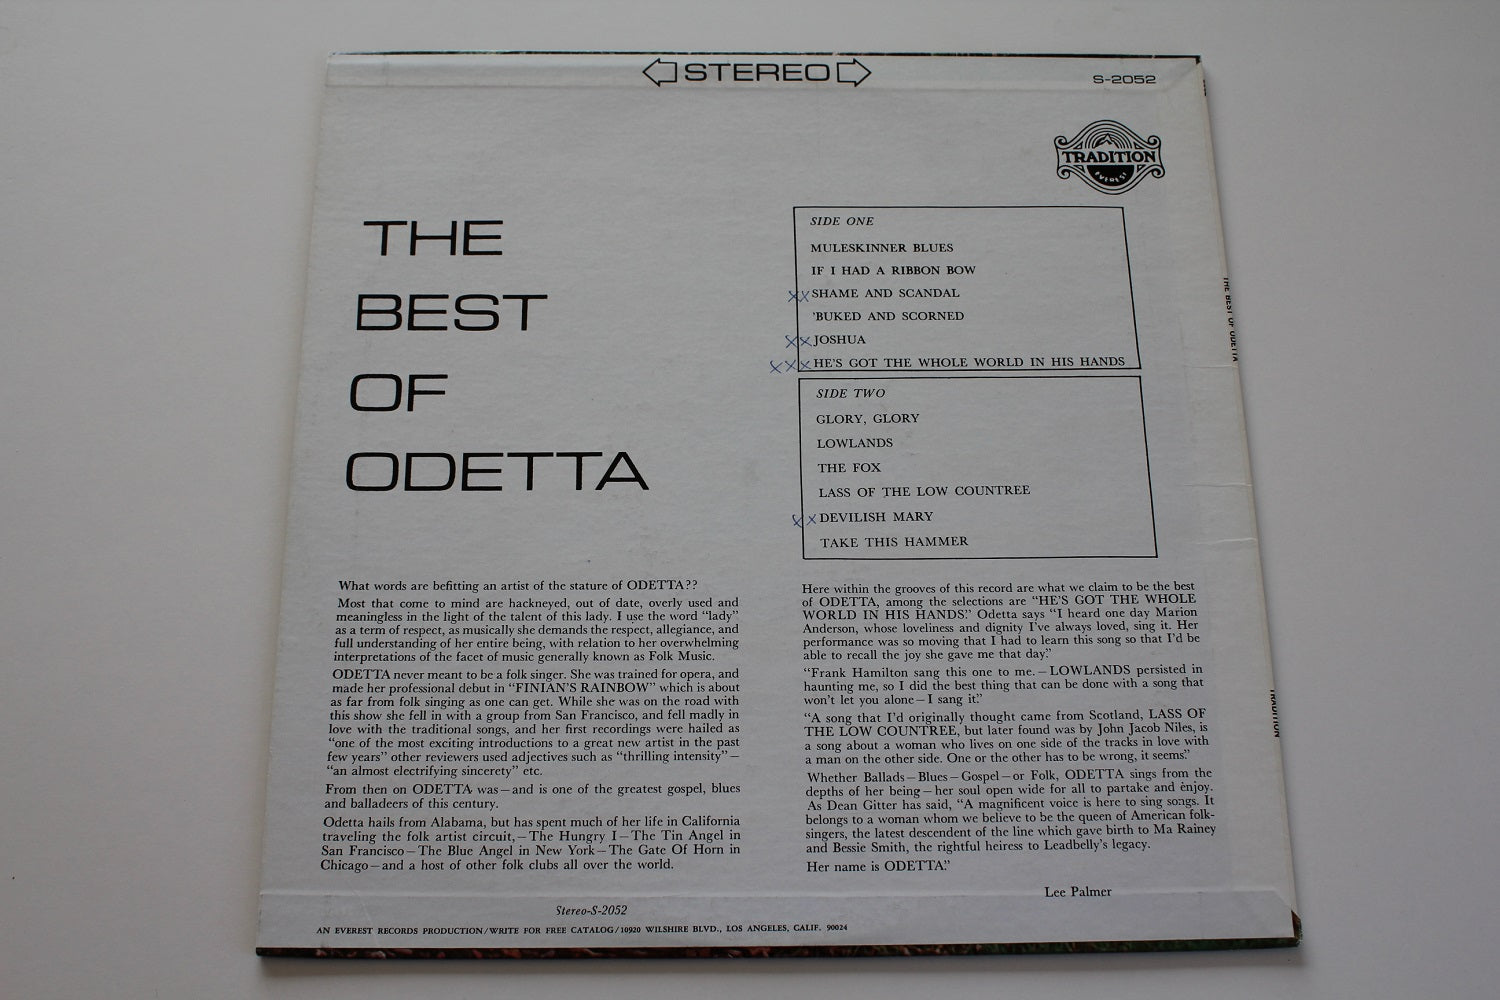 STEREO
S-2052
TRADITION
EVEREST
THE
BEST
OF
ODETTA
SIDE ONE
MULESKINNER BLUES
IF I HAD A RIBBON BOW
XX SHAME AND SCANDAL
'BUKED AND SCORNED
XX JOSHUA
XXX HE'S GOT THE WHOLE WORLD IN HIS HANDS
SIDE TWO
GLORY, GLORY
LOWLANDS
THE FOX
LASS OF THE LOW COUNTREE
XX DEVILISH MARY
TAKE THIS HAMMER
What words are befitting an artist of the stature of ODETTA??
Most that come to mind are hackneyed, out of date, overly used and
meaningless in the light of the talent of this lady. I use the word "lady"
as a term of respect, as musically she demands the respect, allegiance, and
full understanding of her entire being, with relation to her overwhelming
interpretations of the facet of music generally known as Folk Music.
ODETTA never meant to be a folk singer. She was trained for opera, and
made her professional debut in "FINIAN'S RAINBOW" which is about
as far from folk singing as one can get. While she was on the road with
this show she fell in with a group from San Francisco, and fell madly in
love with the traditional songs, and her first recordings were hailed as
"one of the most exciting introductions to a great new artist in the past
few years" other reviewers used adjectives such as "thrilling intensity"—
"an almost electrifying sincerety" etc.
From then on ODETTA was—and is one of the greatest gospel, blues
and balladeers of this century.
Odetta hails from Alabama, but has spent much of her life in California
traveling the folk artist circuit,—The Hungry I—The Tin Angel in
San Francisco—The Blue Angel in New York—The Gate Of Horn in
Chicago—and a host of other folk clubs all over the world.
Here within the grooves of this record are what we claim to be the best
of ODETTA, among the selections are "HE'S GOT THE WHOLE
WORLD IN HIS HANDS." Odetta says "I heard one day Marion
Anderson, whose loveliness and dignity I've always loved, sing it. Her
performance was so moving that I had to learn this song so that I'd be
able to recall the joy she gave me that day."
"Frank Hamilton sang this one to me.—LOWLANDS persisted in
haunting me, so I did the best thing that can be done with a song that
won't let you alone—I sang it."
"A song that I'd originally thought came from Scotland, LASS OF
THE LOW COUNTREE, but later found was by John Jacob Niles, is
a song about a woman who lives on one side of the tracks in love with
a man on the other side. One or the other has to be wrong, it seems."
Whether Ballads—Blues—Gospel—or Folk, ODETTA sings from the
depths of her being—her soul open wide for all to partake and enjoy.
As Dean Gitter has said, "A magnificent voice is here to sing songs. It
belongs to a woman whom we believe to be the queen of American folk-
singers, the latest descendent of the line which gave birth to Ma Rainey
and Bessie Smith, the rightful heiress to Leadbelly's legacy.
Her name is ODETTA."
Lee Palmer
Stereo-S-2052
AN EVEREST RECORDS PRODUCTION/WRITE FOR FREE CATALOG/10920 WILSHIRE BLVD., LOS ANGELES, CALIF. 90024
THE BEST OF ODETTA
TRADITION